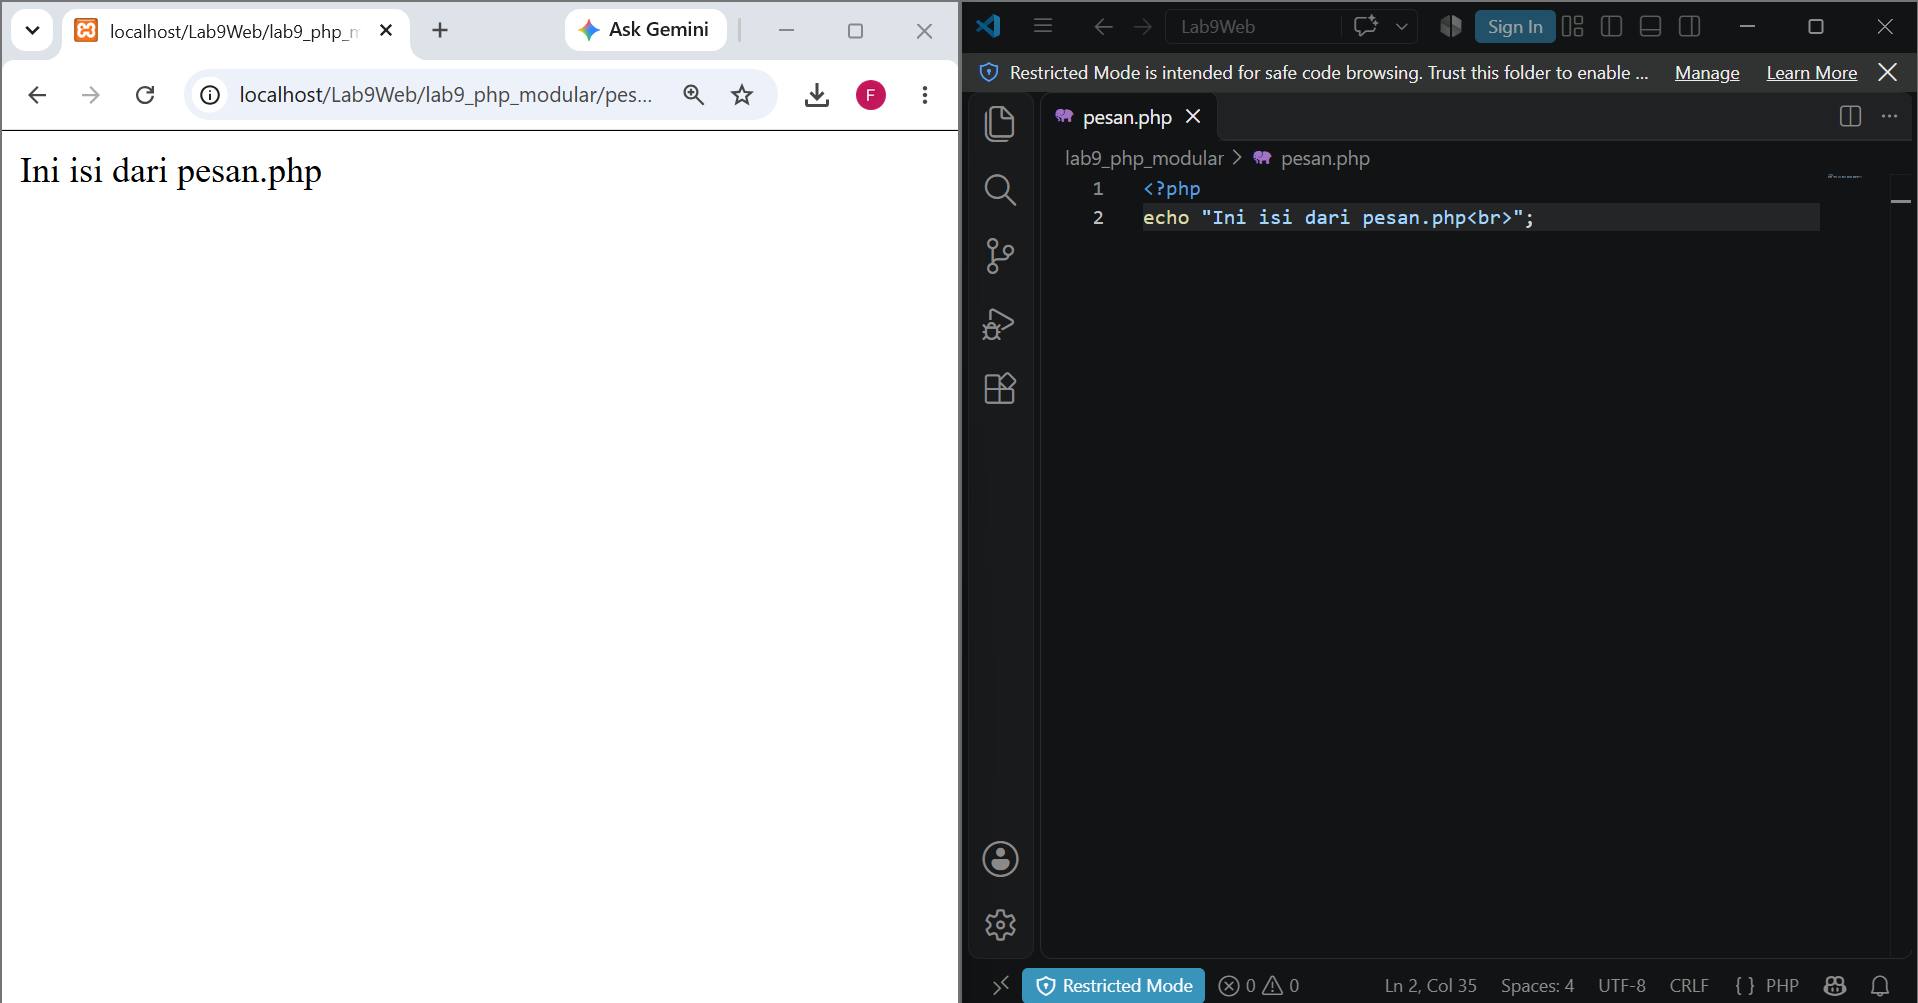 localhost/Lab9Web/lab9_php_m
Ask Gemini
localhost/Lab9Web/lab9_php_modular/pes...
F
Ini isi dari pesan.php
Lab9Web
Sign In
Restricted Mode is intended for safe code browsing. Trust this folder to enable ...
Manage
Learn More
pesan.php
lab9_php_modular > pesan.php
1 <?php
2 echo "Ini isi dari pesan.php<br>";
Restricted Mode
0 0
Ln 2, Col 35
Spaces: 4
UTF-8
CRLF
{ } PHP